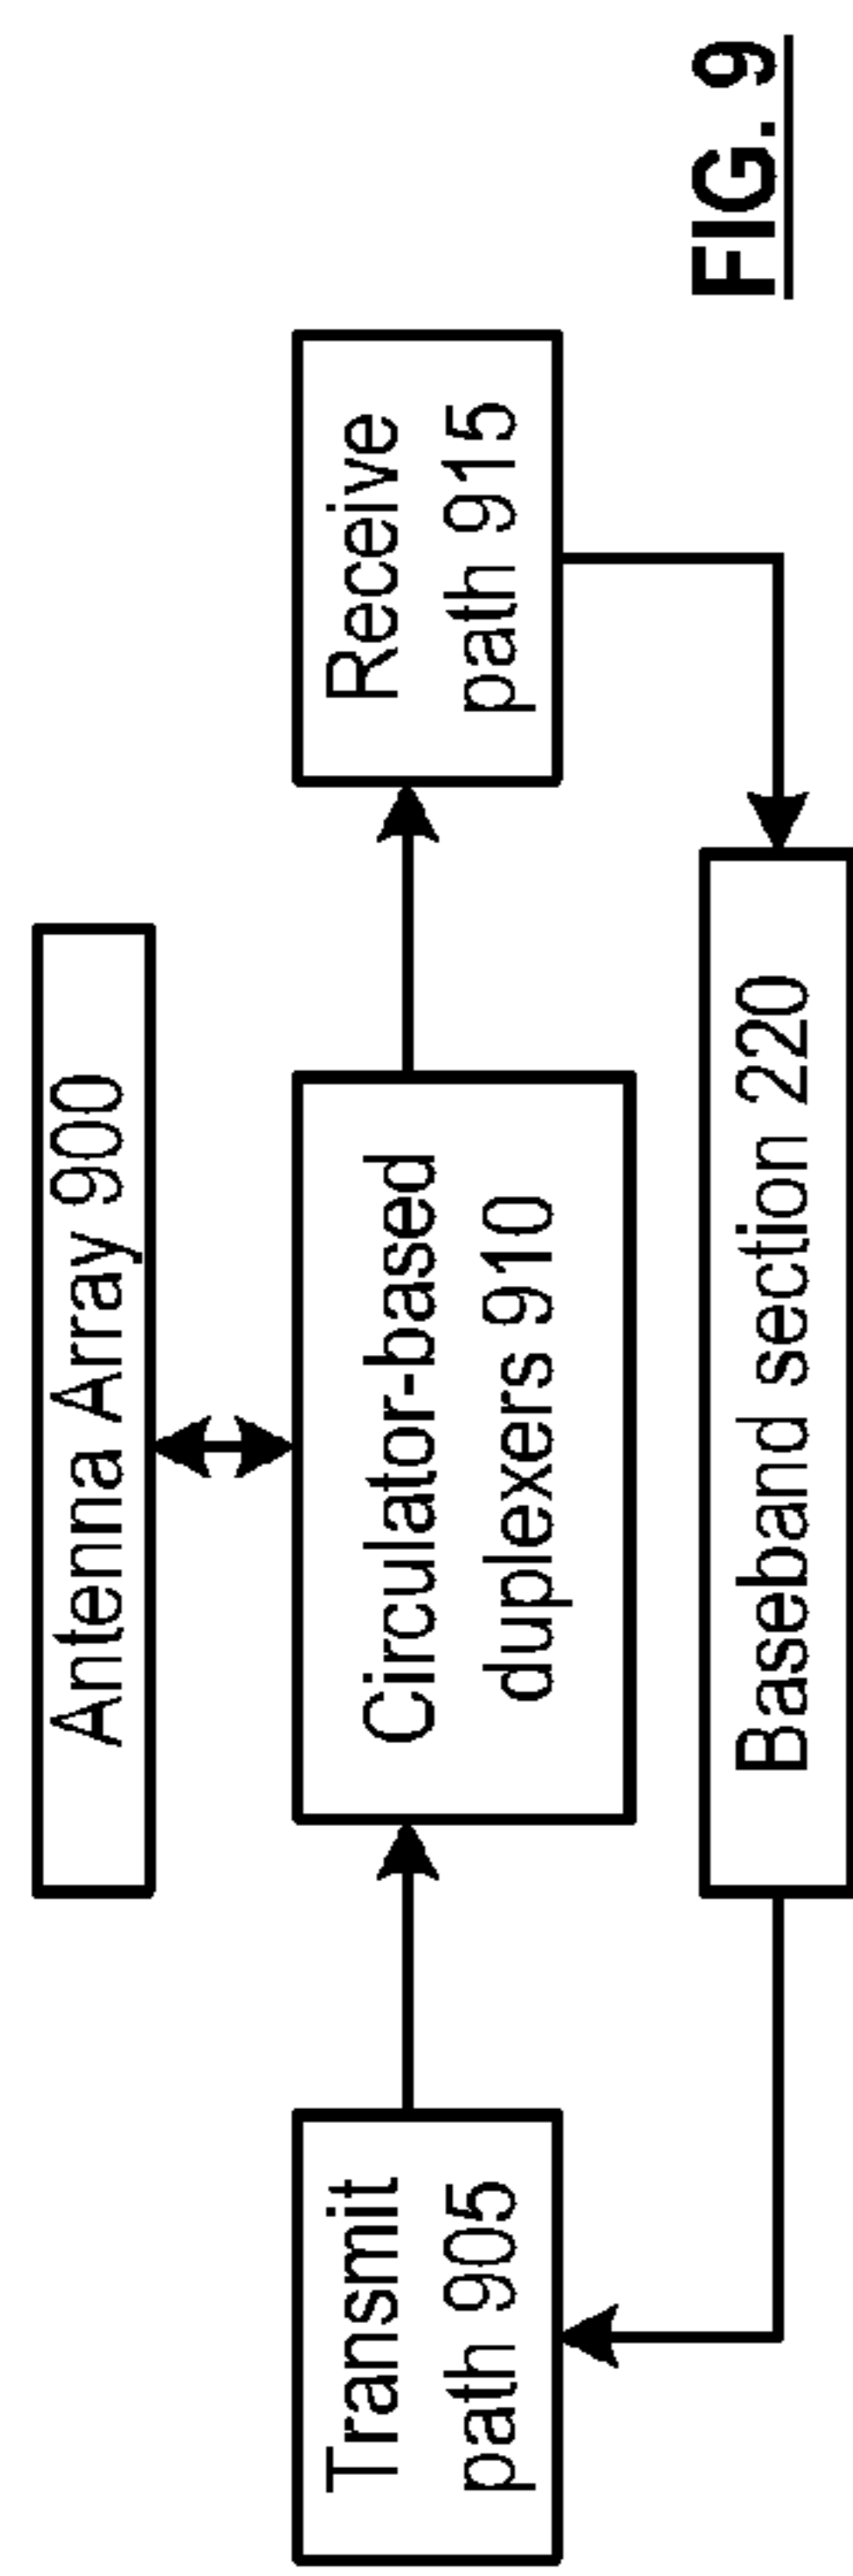 Antenna Array 900
Transmit
path 905
Circulator-based
duplexers 910
Receive
path 915
Baseband section 220
FIG. 9